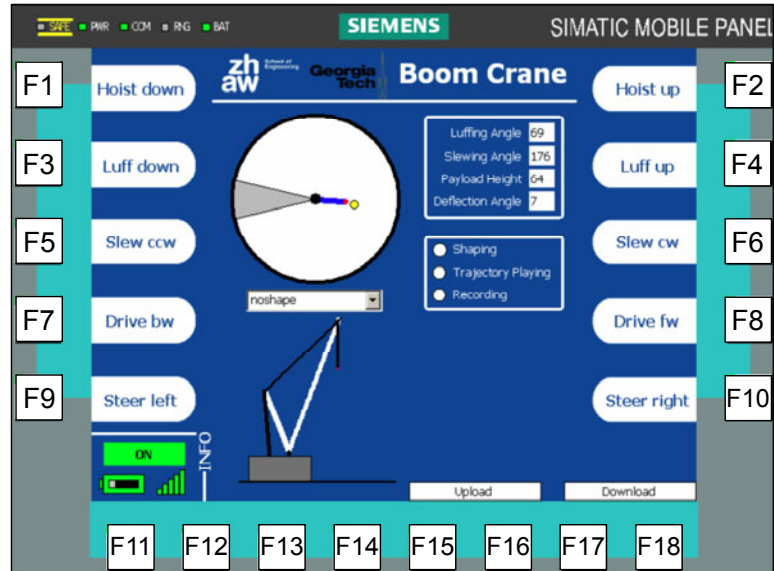 SAFE PWR COM RNG BAT
SIEMENS
SIMATIC MOBILE PANEL
zh aw
School of Engineering
Georgia Tech
Boom Crane
F1 Hoist down
Hoist up F2
F3 Luff down
Luff up F4
F5 Slew ccw
Slew cw F6
F7 Drive bw
Drive fw F8
F9 Steer left
Steer right F10
Luffing Angle 69
Slewing Angle 176
Payload Height 64
Deflection Angle 7
Shaping
Trajectory Playing
Recording
noshape
ON
INFO
Upload
Download
F11 F12 F13 F14 F15 F16 F17 F18